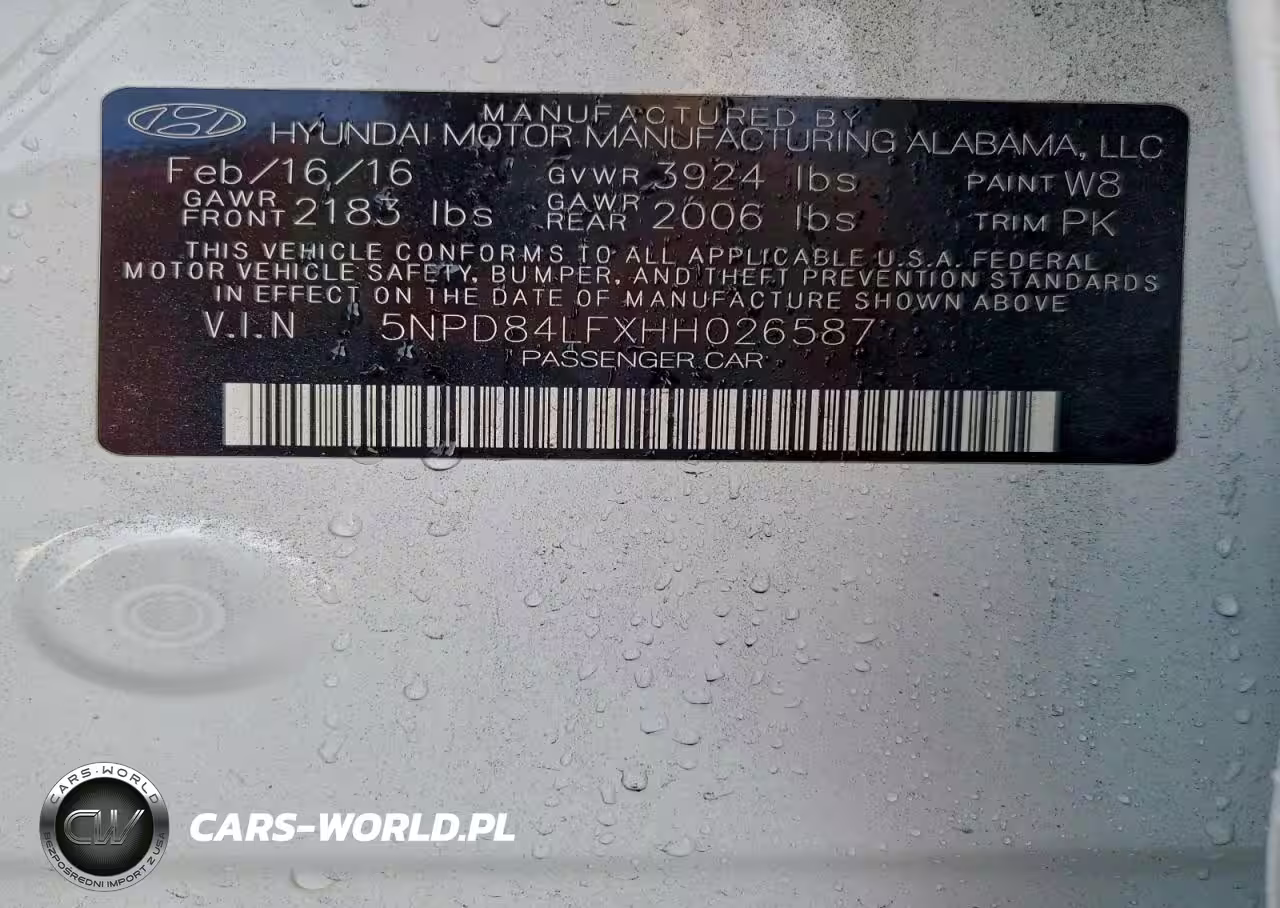 MANUFACTURED BY
HYUNDAI MOTOR MANUFACTURING ALABAMA, LLC
Feb/16/16 GVWR 3924 lbs PAINT W8
GAWR FRONT 2183 lbs GAWR REAR 2006 lbs TRIM PK
THIS VEHICLE CONFORMS TO ALL APPLICABLE U.S.A. FEDERAL
MOTOR VEHICLE SAFETY, BUMPER, AND THEFT PREVENTION STANDARDS
IN EFFECT ON THE DATE OF MANUFACTURE SHOWN ABOVE
V.I.N 5NPD84LFXHH026587
PASSENGER CAR
CARS-WORLD
CW
BEZPOŚREDNI IMPORT Z USA
CARS-WORLD.PL